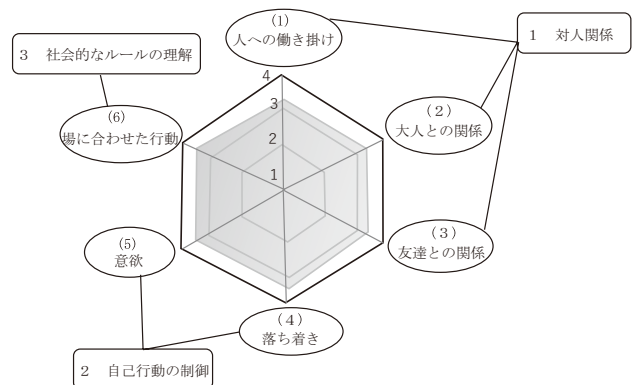 (1)
人への働き掛け
1　対人関係
3　社会的なルールの理解
4
3
2
1
(6)
場に合わせた行動
(２)
大人との関係
(３)
友達との関係
(5)
意欲
(４)
落ち着き
2　自己行動の制御